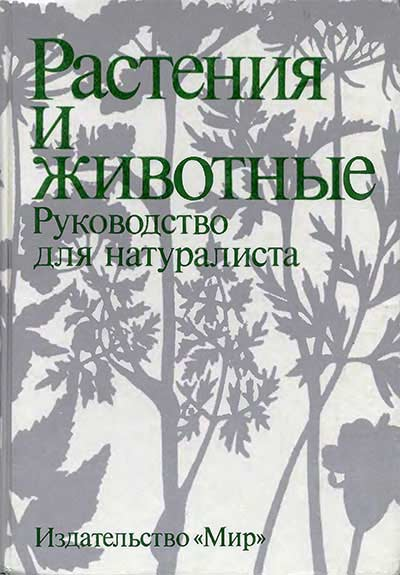 Растения
и
животные
Руководство
для натуралиста
Издательство «Мир»